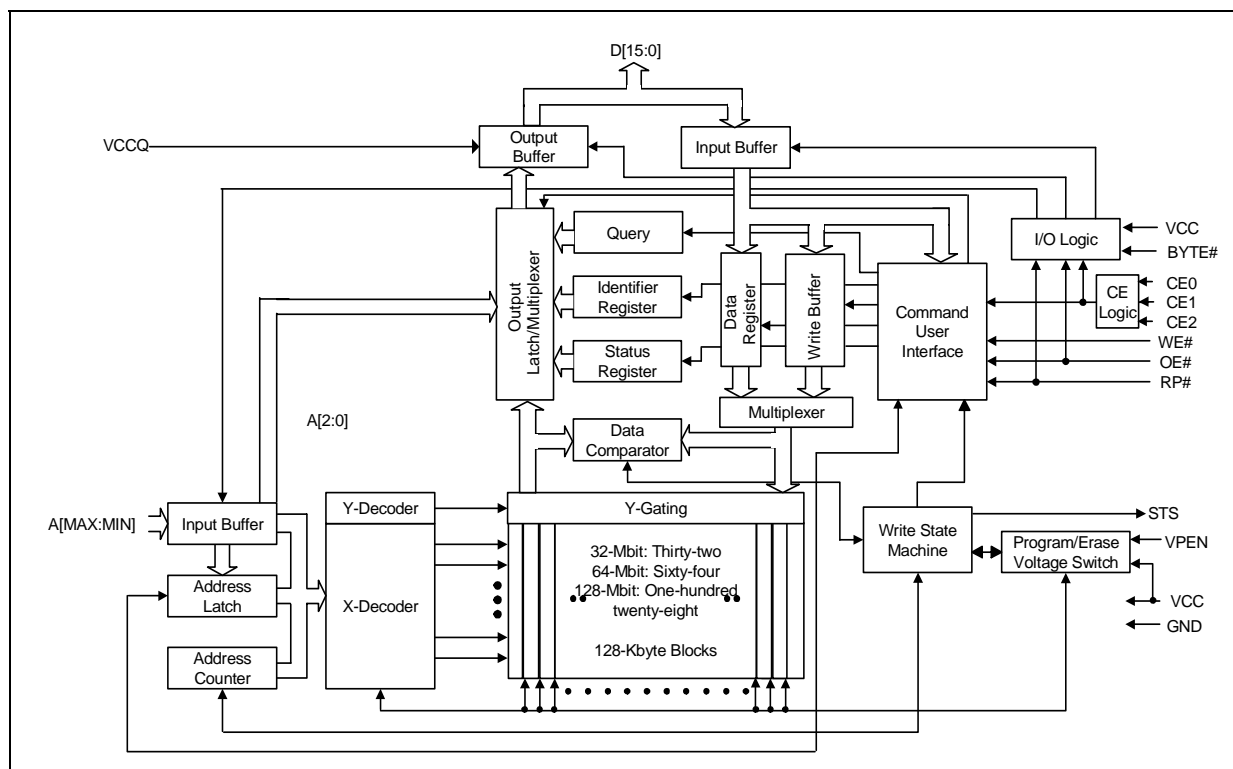 D[15:0]
VCCQ
Output
Buffer
Input Buffer
Output
Latch/Multiplexer
Query
Identifier
Register
Status
Register
Data
Register
Write Buffer
Command
User
Interface
I/O Logic
VCC
BYTE#
CE
Logic
CE0
CE1
CE2
WE#
OE#
RP#
Multiplexer
Data
Comparator
A[2:0]
A[MAX:MIN]
Input Buffer
Address
Latch
Address
Counter
Y-Decoder
X-Decoder
Y-Gating
32-Mbit: Thirty-two
64-Mbit: Sixty-four
128-Mbit: One-hundred
twenty-eight
128-Kbyte Blocks
Write State
Machine
Program/Erase
Voltage Switch
STS
VPEN
VCC
GND